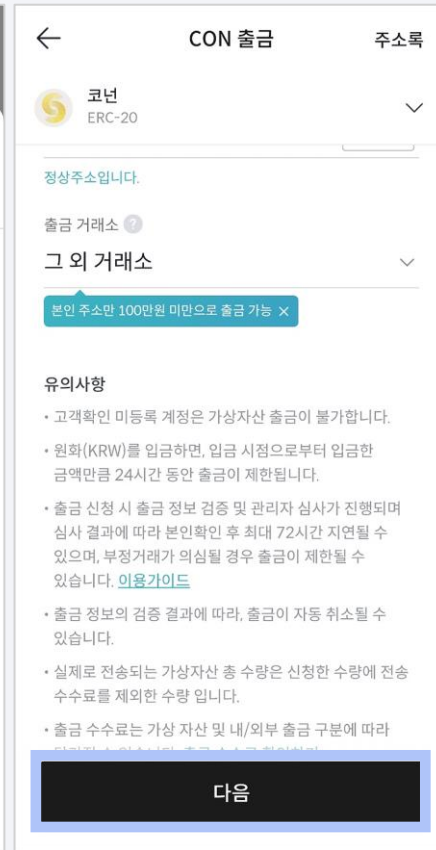 CON 출금
주소록
코넌
ERC-20
정상주소입니다.
출금 거래소 ?
그 외 거래소
본인 주소만 100만원 미만으로 출금 가능 ×
유의사항
• 고객확인 미등록 계정은 가상자산 출금이 불가합니다.
• 원화(KRW)를 입금하면, 입금 시점으로부터 입금한
금액만큼 24시간 동안 출금이 제한됩니다.
• 출금 신청 시 출금 정보 검증 및 관리자 심사가 진행되며
심사 결과에 따라 본인확인 후 최대 72시간 지연될 수
있으며, 부정거래가 의심될 경우 출금이 제한될 수
있습니다. 이용가이드
• 출금 정보의 검증 결과에 따라, 출금이 자동 취소될 수
있습니다.
• 실제로 전송되는 가상자산 총 수량은 신청한 수량에 전송
수수료를 제외한 수량 입니다.
• 출금 수수료는 가상 자산 및 내/외부 출금 구분에 따라
다음